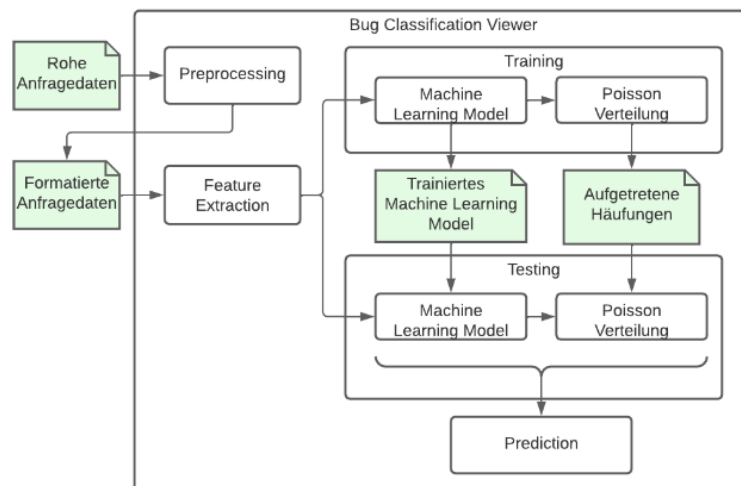 Bug Classification Viewer
Rohe
Anfragedaten
Preprocessing
Training
Machine
Learning Model
Poisson
Verteilung
Formatierte
Anfragedaten
Feature
Extraction
Trainiertes
Machine Learning
Model
Aufgetretene
Häufungen
Testing
Machine
Learning Model
Poisson
Verteilung
Prediction